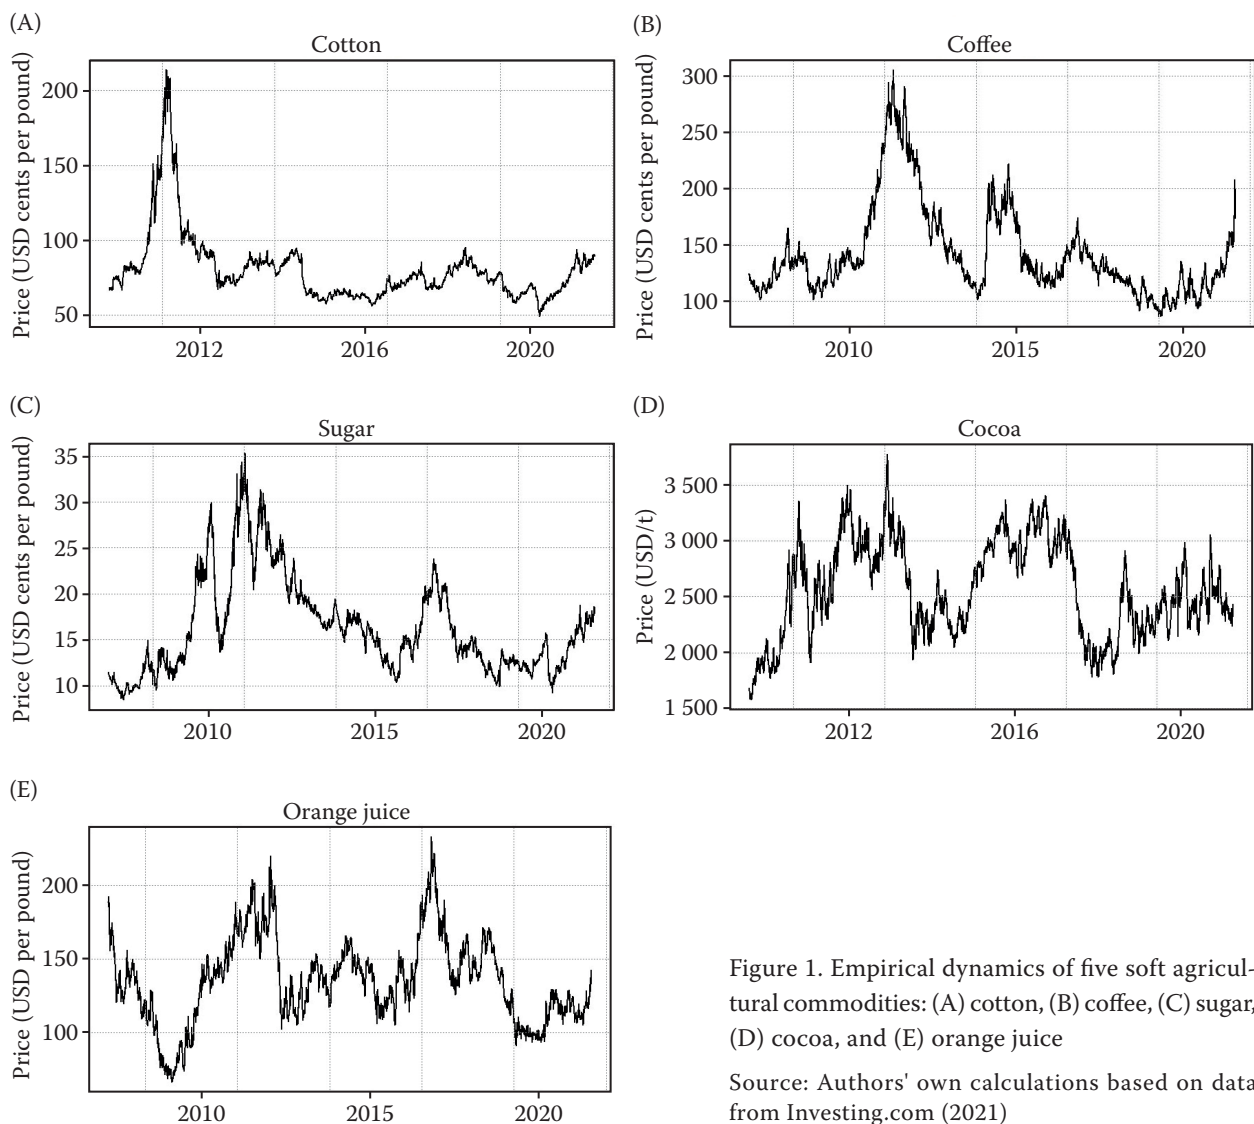 (A)
Cotton
Price (USD cents per pound)
200
150
100
50
2012 2016 2020
(B)
Coffee
Price (USD cents per pound)
300
250
200
150
100
2010 2015 2020
(C)
Sugar
Price (USD cents per pound)
35
30
25
20
15
10
2010 2015 2020
(D)
Cocoa
Price (USD/t)
3 500
3 000
2 500
2 000
1 500
2012 2016 2020
(E)
Orange juice
Price (USD per pound)
200
150
100
2010 2015 2020
Figure 1. Empirical dynamics of five soft agricul-
tural commodities: (A) cotton, (B) coffee, (C) sugar,
(D) cocoa, and (E) orange juice
Source: Authors' own calculations based on data
from Investing.com (2021)